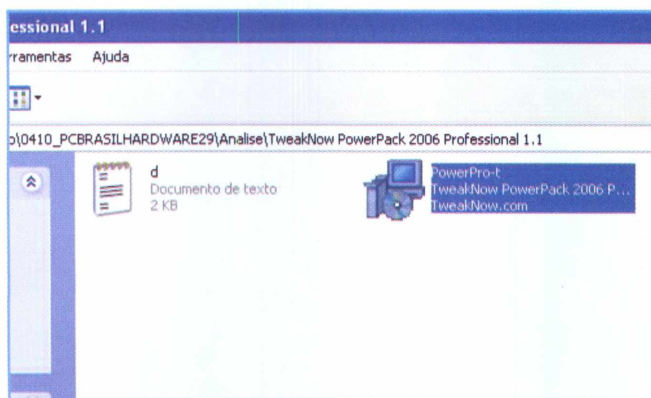 essional 1.1
rramentas Ajuda
o\0410_PCBRASILHARDWARE29\Analise\TweakNow PowerPack 2006 Professional 1.1
d
Documento de texto
2 KB
PowerPro-t
TweakNow PowerPack 2006 P...
TweakNow.com